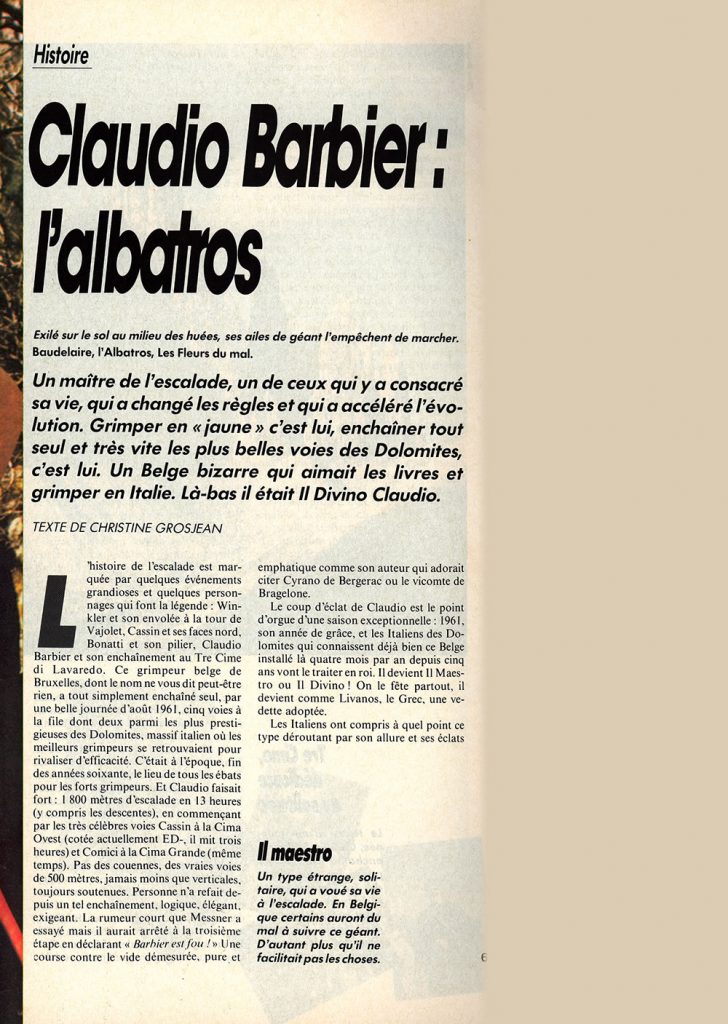 Histoire
Claudio Barbier :
l'albatros
Exilé sur le sol au milieu des huées, ses ailes de géant l'empêchent de marcher.
Baudelaire, l'Albatros, Les Fleurs du mal.
Un maître de l'escalade, un de ceux qui y a consacré
sa vie, qui a changé les règles et qui a accéléré l'évo-
lution. Grimper en « jaune » c'est lui, enchaîner tout
seul et très vite les plus belles voies des Dolomites,
c'est lui. Un Belge bizarre qui aimait les livres et
grimper en Italie. Là-bas il était Il Divino Claudio.
TEXTE DE CHRISTINE GROSJEAN
L'histoire de l'escalade est mar-
quée par quelques événements
grandioses et quelques person-
nages qui font la légende : Win-
kler et son envolée à la tour de
Vajolet, Cassin et ses faces nord,
Bonatti et son pilier, Claudio
Barbier et son enchaînement au Tre Cime
di Lavaredo. Ce grimpeur belge de
Bruxelles, dont le nom ne vous dit peut-être
rien, a tout simplement enchaîné seul, par
une belle journée d'août 1961, cinq voies à
la file dont deux parmi les plus presti-
gieuses des Dolomites, massif italien où les
meilleurs grimpeurs se retrouvaient pour
rivaliser d'efficacité. C'était à l'époque, fin
des années soixante, le lieu de tous les ébats
pour les forts grimpeurs. Et Claudio faisait
fort : 1 800 mètres d'escalade en 13 heures
(y compris les descentes), en commençant
par les très célèbres voies Cassin à la Cima
Ovest (cotée actuellement ED-, il mit trois
heures) et Comici à la Cima Grande (même
temps). Pas des couennes, des vraies voies
de 500 mètres, jamais moins que verticales,
toujours soutenues. Personne n'a refait de-
puis un tel enchaînement, logique, élégant,
exigeant. La rumeur court que Messner a
essayé mais il aurait arrêté à la troisième
étape en déclarant « Barbier est fou ! » Une
course contre le vide démesurée, pure et
emphatique comme son auteur qui adorait
citer Cyrano de Bergerac ou le vicomte de
Bragelone.
Le coup d'éclat de Claudio est le point
d'orgue d'une saison exceptionnelle : 1961,
son année de grâce, et les Italiens des Do-
lomites qui connaissent déjà bien ce Belge
installé là quatre mois par an depuis cinq
ans vont le traiter en roi. Il devient Il Maes-
tro ou Il Divino ! On le fête partout, il
devient comme Livanos, le Grec, une ve-
dette adoptée.
Les Italiens ont compris à quel point ce
type déroutant par son allure et ses éclats
Il maestro
Un type étrange, soli-
taire, qui a voué sa vie
à l'escalade. En Belgi-
que certains auront du
mal à suivre ce géant.
D'autant plus qu'il ne
facilitait pas les choses.